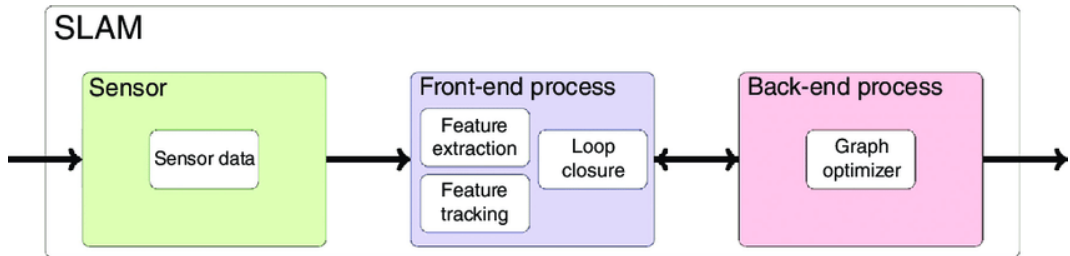 SLAM
Sensor
Sensor data
Front-end process
Feature
extraction
Feature
tracking
Loop
closure
Back-end process
Graph
optimizer